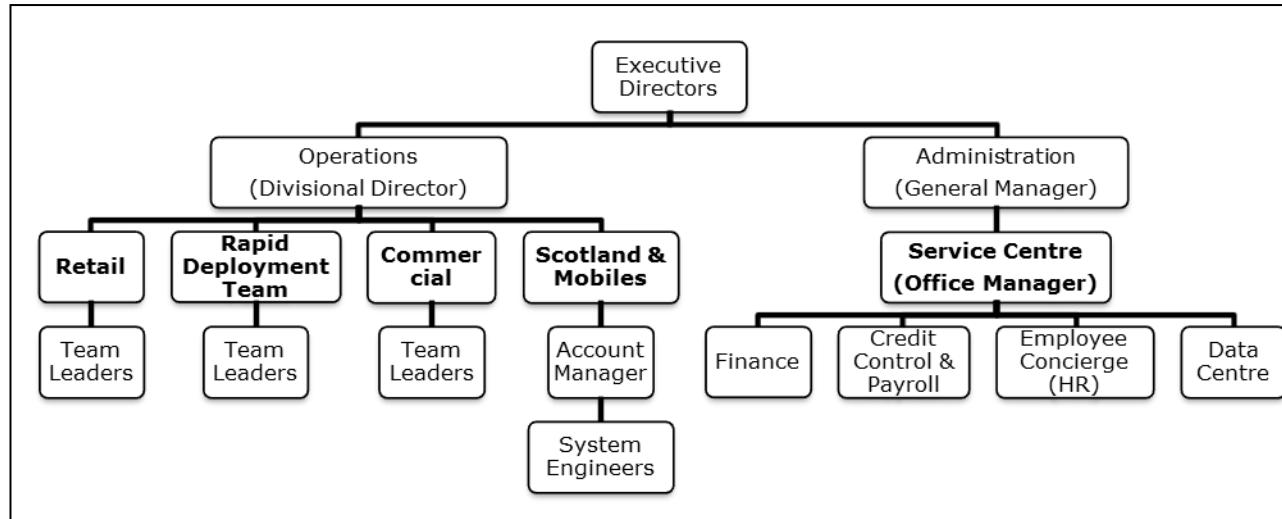 Executive
Directors
Operations
(Divisional Director)
Administration
(General Manager)
Retail
Rapid
Deployment
Team
Commer
cial
Scotland &
Mobiles
Service Centre
(Office Manager)
Team
Leaders
Team
Leaders
Team
Leaders
Account
Manager
Finance
Credit
Control &
Payroll
Employee
Concierge
(HR)
Data
Centre
System
Engineers